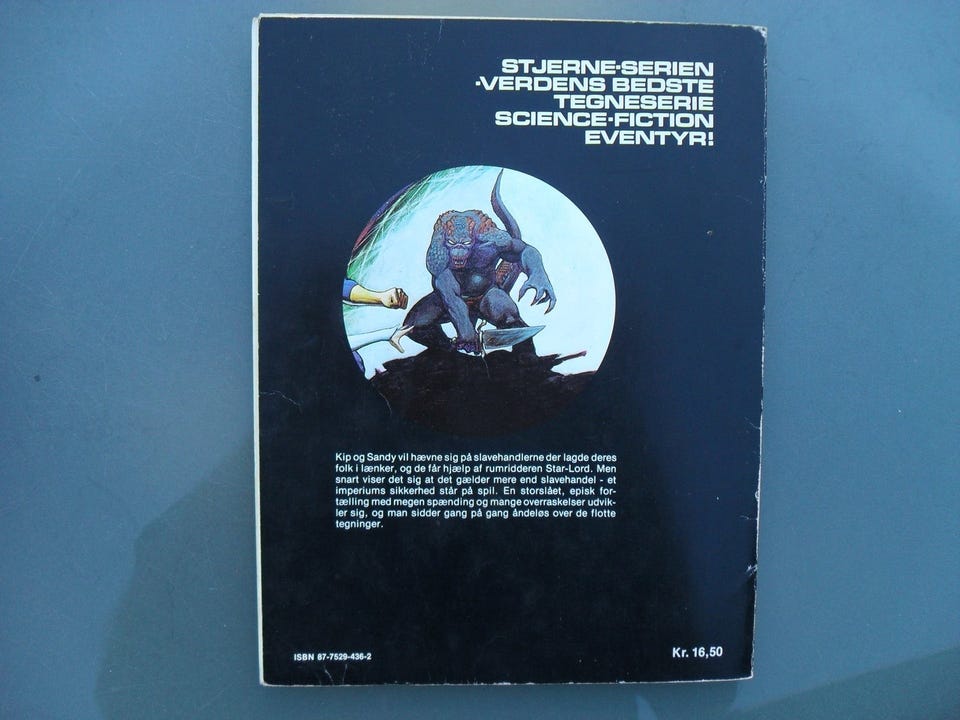 STJERNE-SERIEN
-VERDENS BEDSTE
TEGNESERIE
SCIENCE-FICTION
EVENTYR!
Kip og Sandy vil hævne sig på slavehandlerne der lagde deres
folk i lænker, og de får hjælp af rumridderen Star-Lord. Men
snart viser det sig at det gælder mere end slavehandel - et
imperiums sikkerhed står på spil. En storslået, episk for-
tælling med megen spænding og mange overraskelser udvik-
ler sig, og man sidder gang på gang åndeløs over de flotte
tegninger.
ISBN 87-7529-436-2
Kr. 16,50